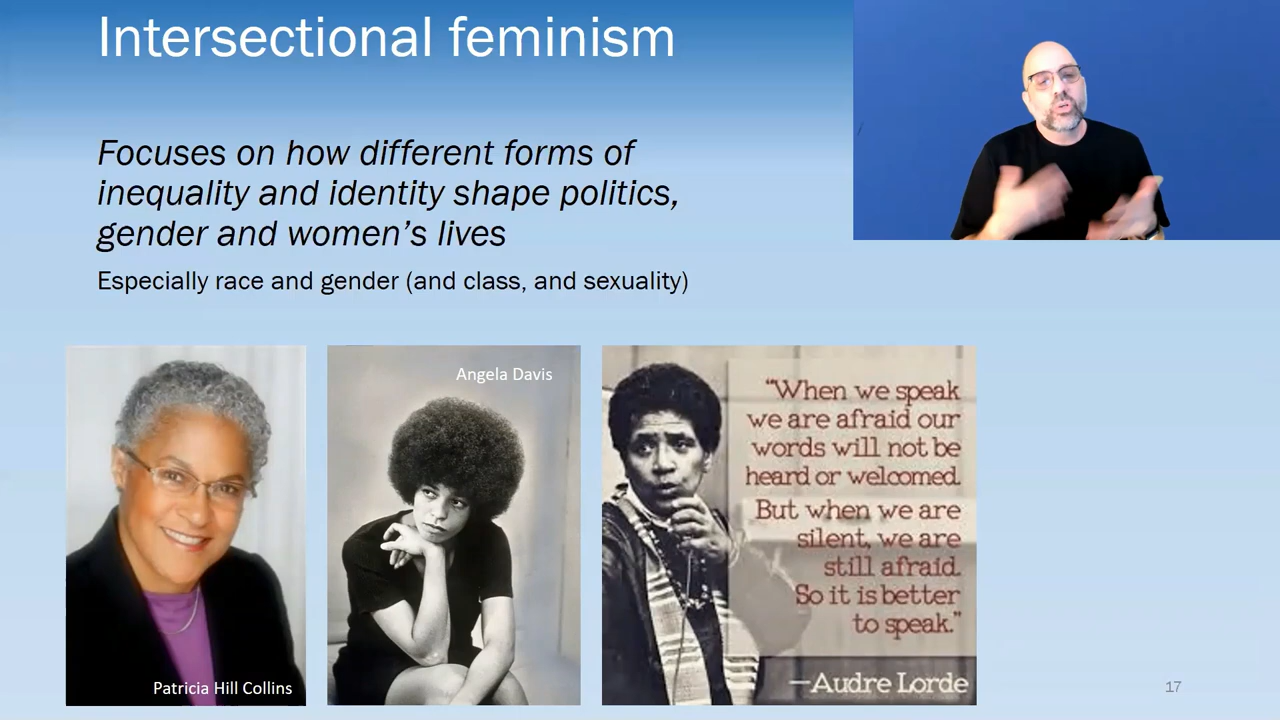 Intersectional feminism
Focuses on how different forms of
inequality and identity shape politics,
gender and women’s lives
Especially race and gender (and class, and sexuality)
Patricia Hill Collins
Angela Davis
“When we speak
we are afraid our
words will not be
heard or welcomed.
But when we are
silent, we are
still afraid.
So it is better
to speak.”
—Audre Lorde
17